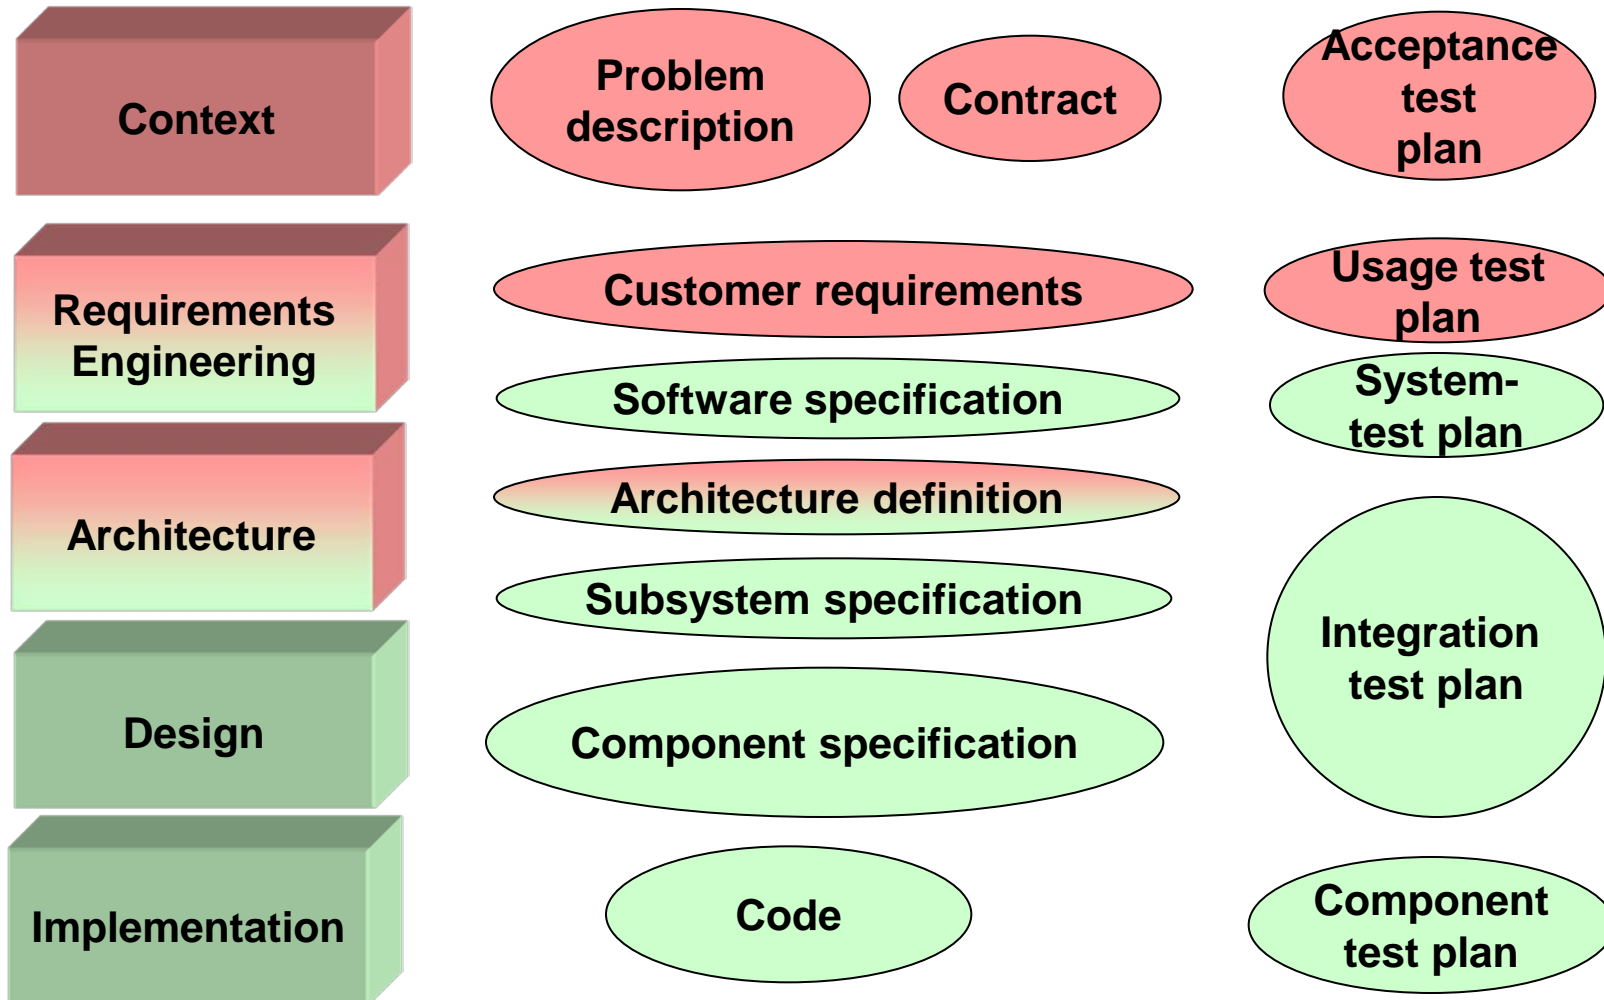 Context
Problem
description
Contract
Acceptance
test
plan
Requirements
Engineering
Customer requirements
Usage test
plan
Software specification
System-
test plan
Architecture
Architecture definition
Subsystem specification
Integration
test plan
Design
Component specification
Implementation
Code
Component
test plan